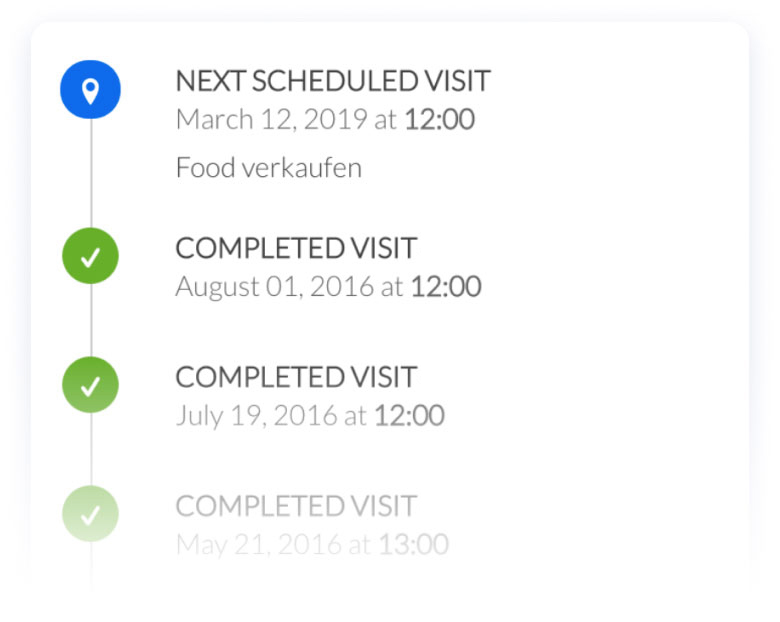 NEXT SCHEDULED VISIT
March 12, 2019 at 12:00
Food verkaufen
COMPLETED VISIT
August 01, 2016 at 12:00
COMPLETED VISIT
July 19, 2016 at 12:00
COMPLETED VISIT
May 21, 2016 at 13:00